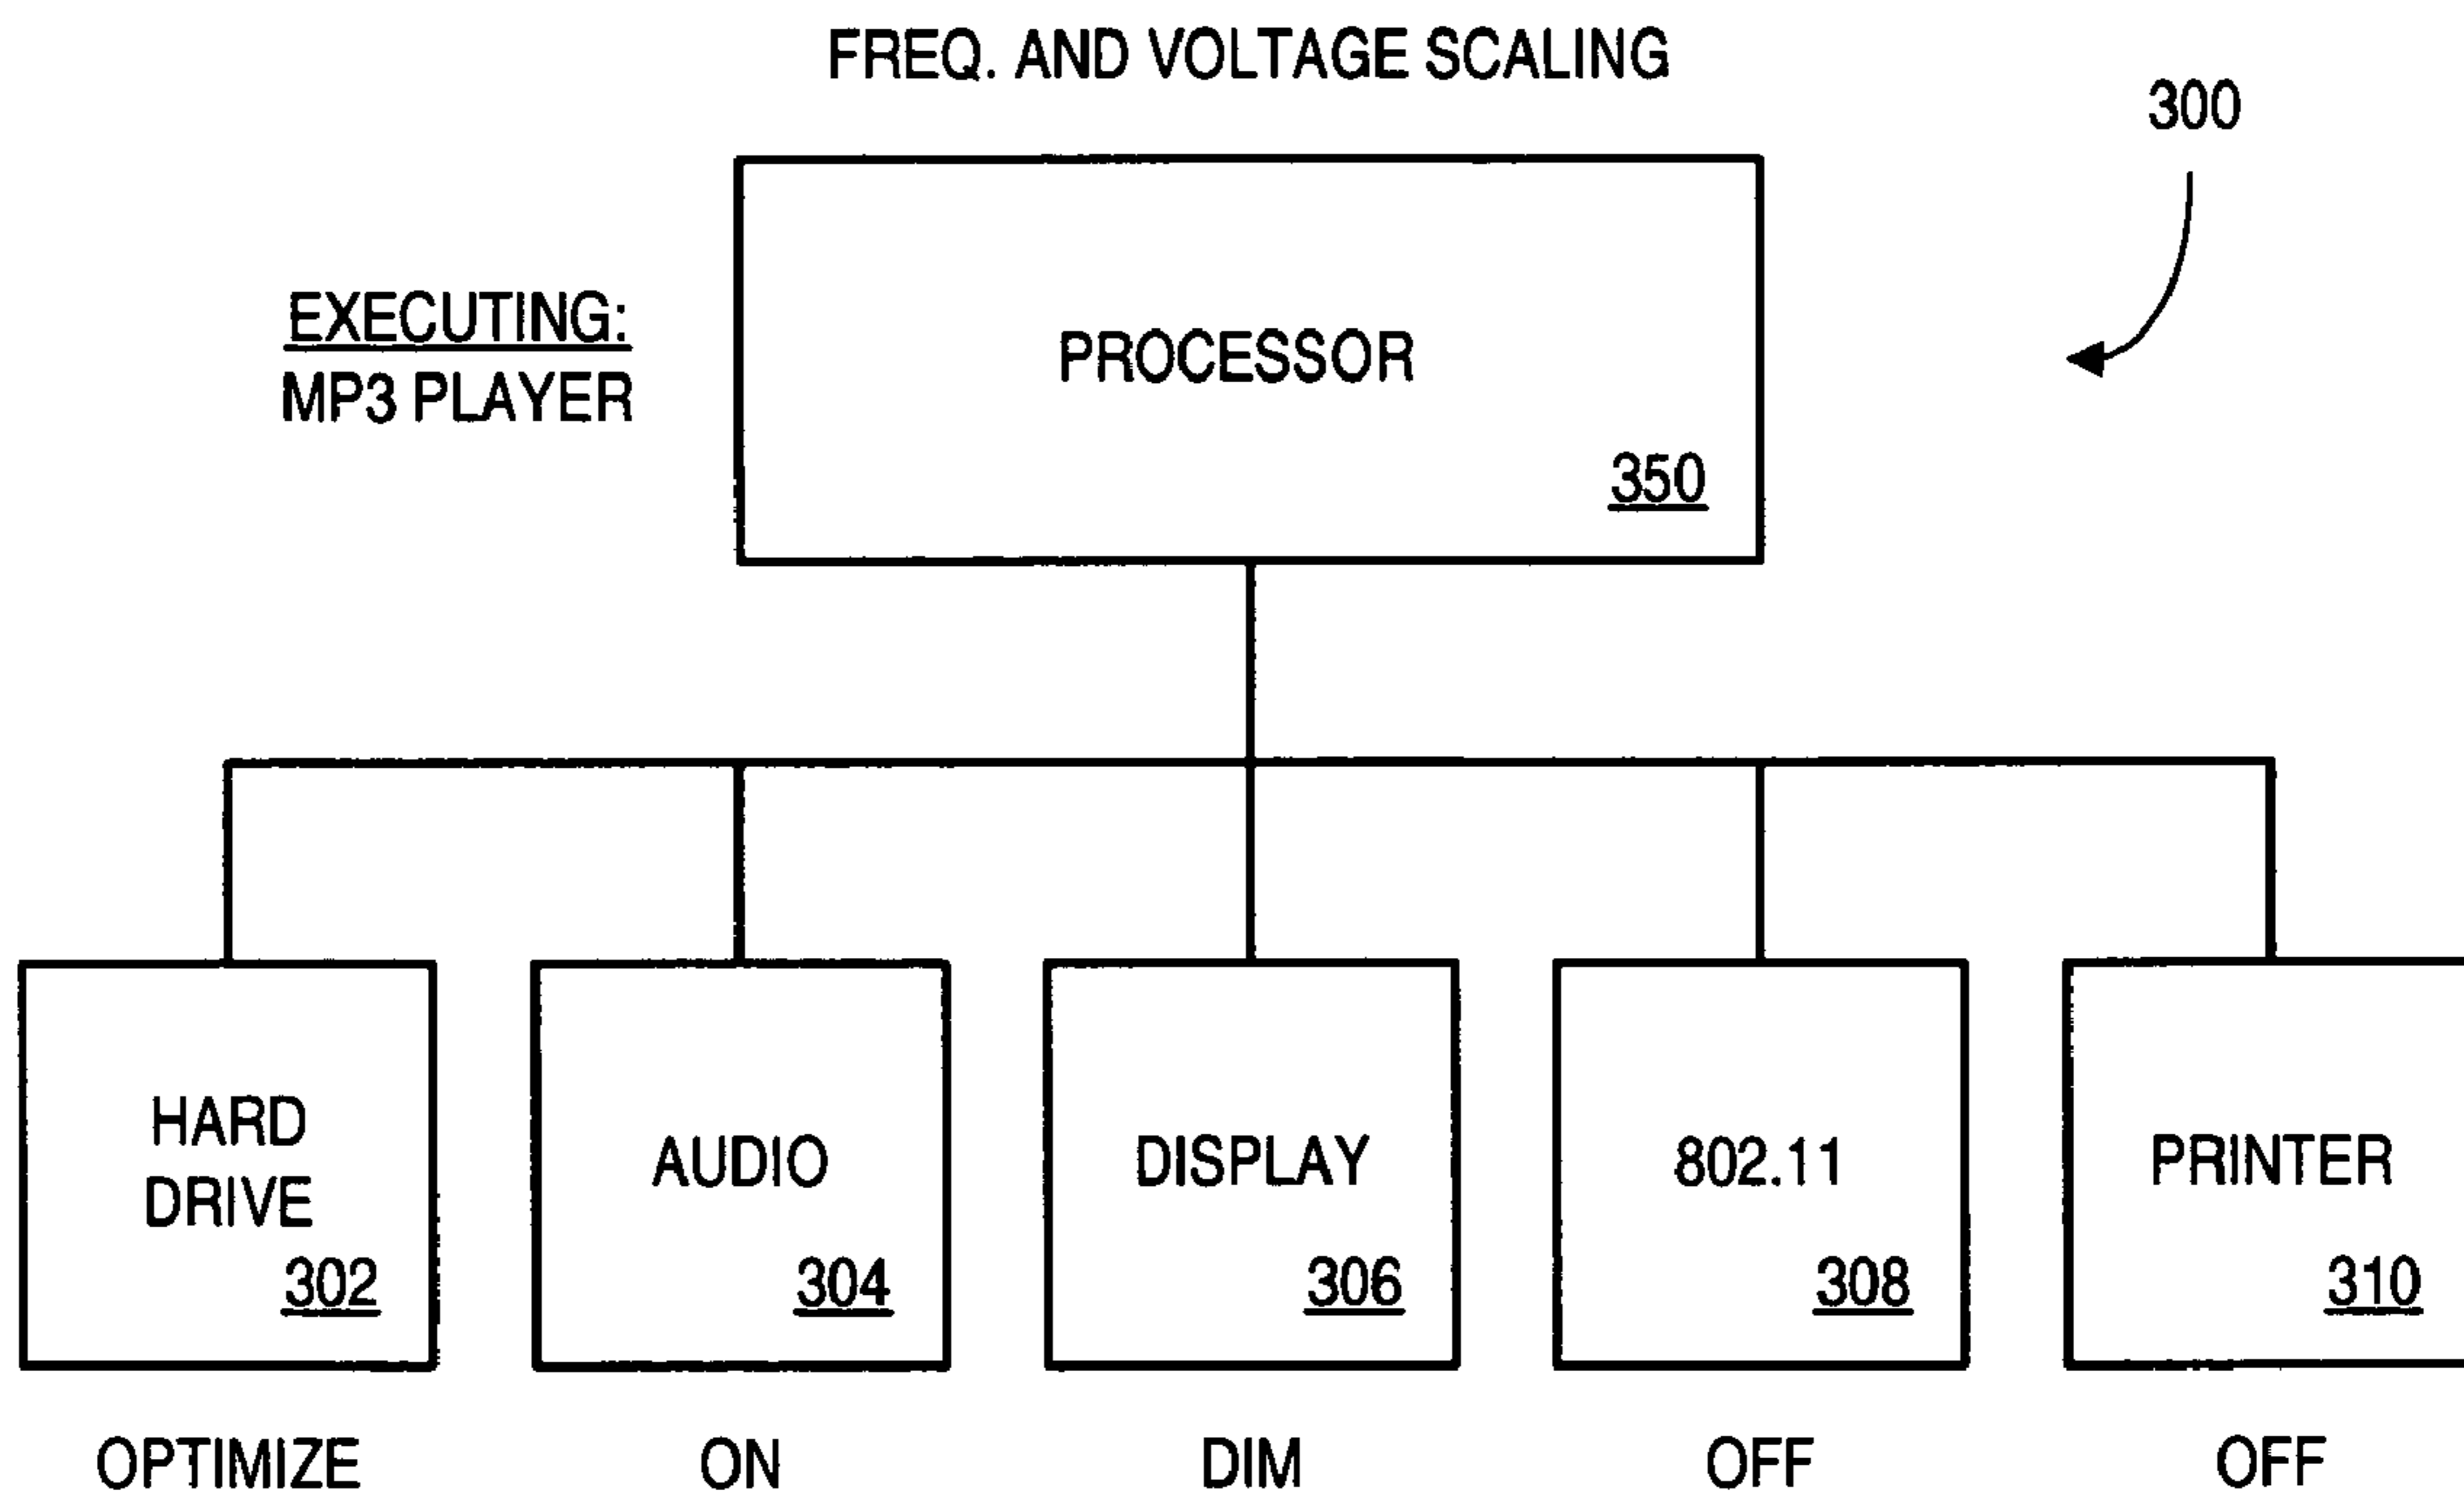 FREQ. AND VOLTAGE SCALING
300
EXECUTING:
MP3 PLAYER
PROCESSOR
350
HARD
DRIVE
302
AUDIO
304
DISPLAY
306
802.11
308
PRINTER
310
OPTIMIZE
ON
DIM
OFF
OFF